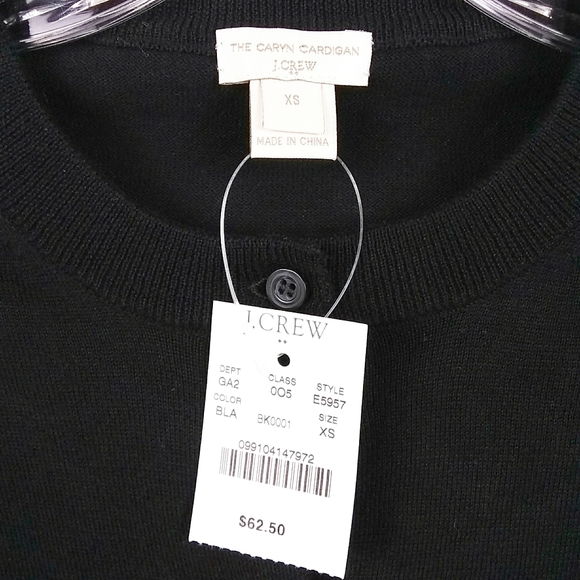 THE CARYN CARDIGAN
J.CREW
**
XS
MADE IN CHINA
J.CREW
**
DEPT CLASS STYLE
GA2 005 E5957
COLOR SIZE
BLA BK0001 XS
099104147972
$62.50